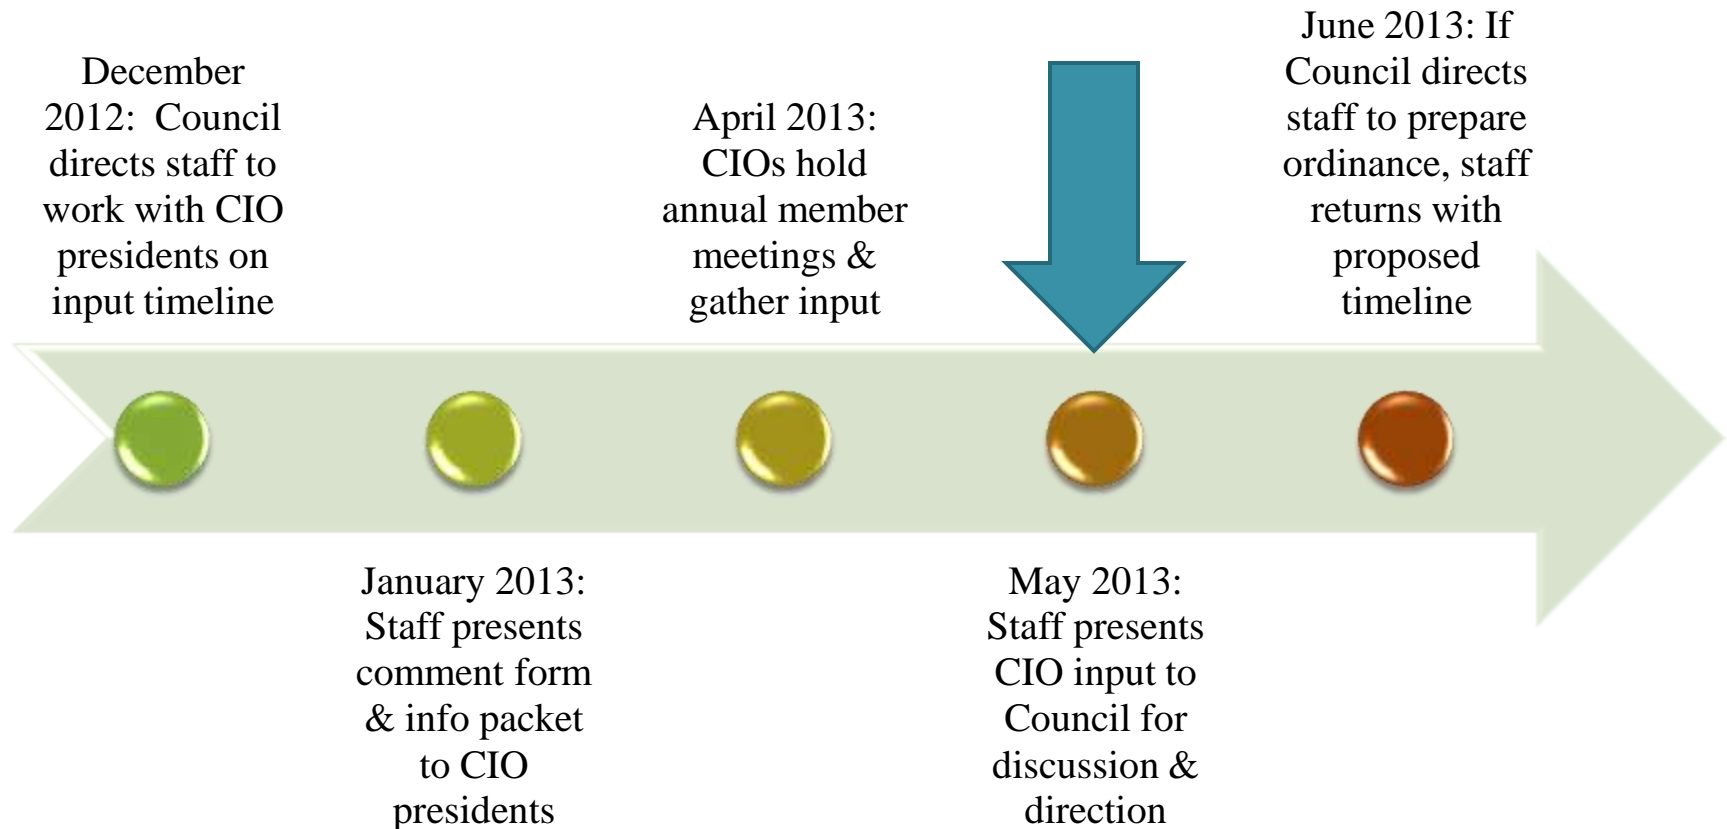 December
2012:  Council
directs staff to
work with CIO
presidents on
input timeline
January 2013:
Staff presents
comment form
& info packet
to CIO
presidents
April 2013:
CIOs hold
annual member
meetings &
gather input
May 2013:
Staff presents
CIO input to
Council for
discussion &
direction
June 2013: If
Council directs
staff to prepare
ordinance, staff
returns with
proposed
timeline